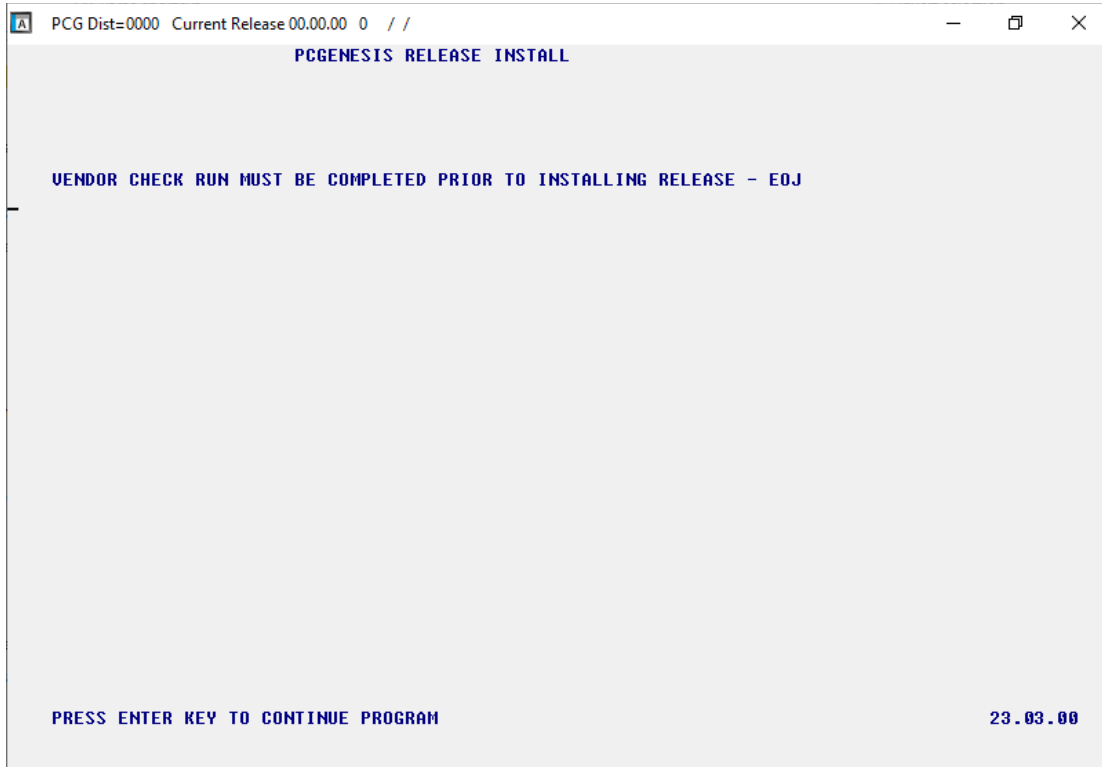 A PCG Dist=0000 Current Release 00.00.00 0 / /
PCGENESIS RELEASE INSTALL
VENDOR CHECK RUN MUST BE COMPLETED PRIOR TO INSTALLING RELEASE - EOJ
PRESS ENTER KEY TO CONTINUE PROGRAM 23.03.00